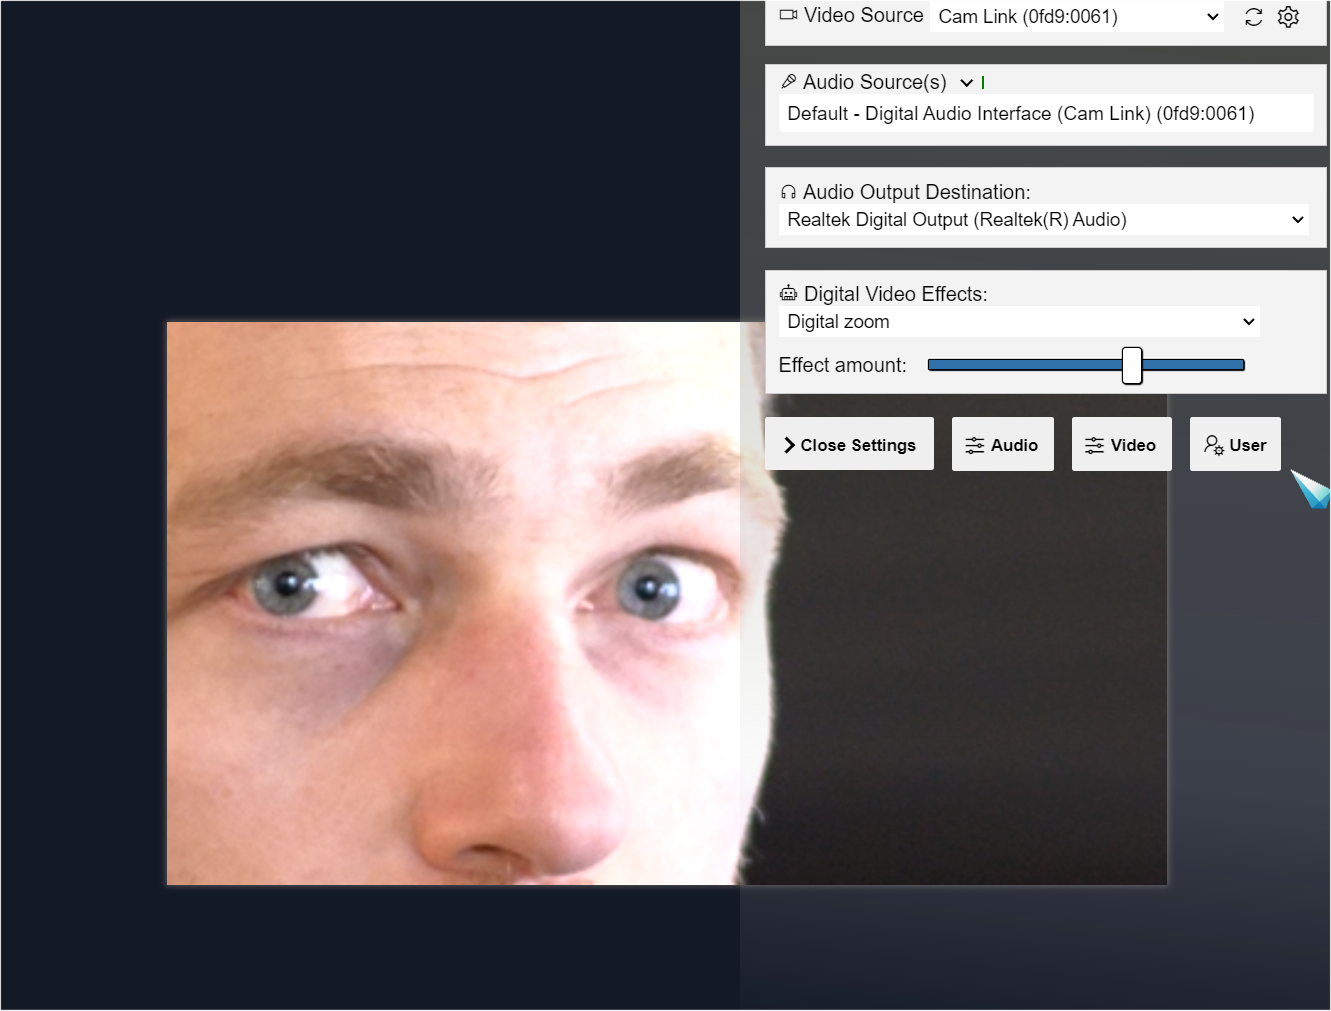 Video Source Cam Link (0fd9:0061)
Audio Source(s)
Default - Digital Audio Interface (Cam Link) (0fd9:0061)
Audio Output Destination:
Realtek Digital Output (Realtek(R) Audio)
Digital Video Effects:
Digital zoom
Effect amount:
Close Settings Audio Video User